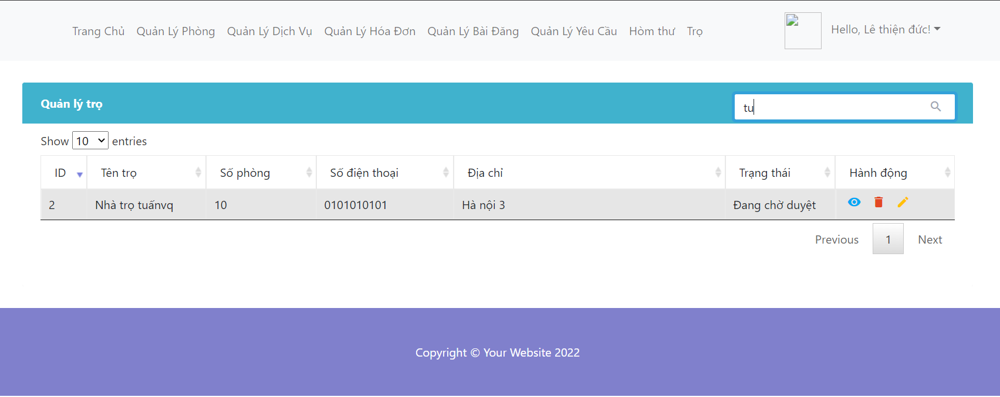 Trang Chủ Quản Lý Phòng Quản Lý Dịch Vụ Quản Lý Hóa Đơn Quản Lý Bài Đăng Quản Lý Yêu Cầu Hòm thư Trọ Hello, Lê thiện đức!
Quản lý trọ tu
Show 10 entries
ID Tên trọ Số phòng Số điện thoại Địa chỉ Trạng thái Hành động
2 Nhà trọ tuấnvq 10 0101010101 Hà nội 3 Đang chờ duyệt
Previous 1 Next
Copyright © Your Website 2022